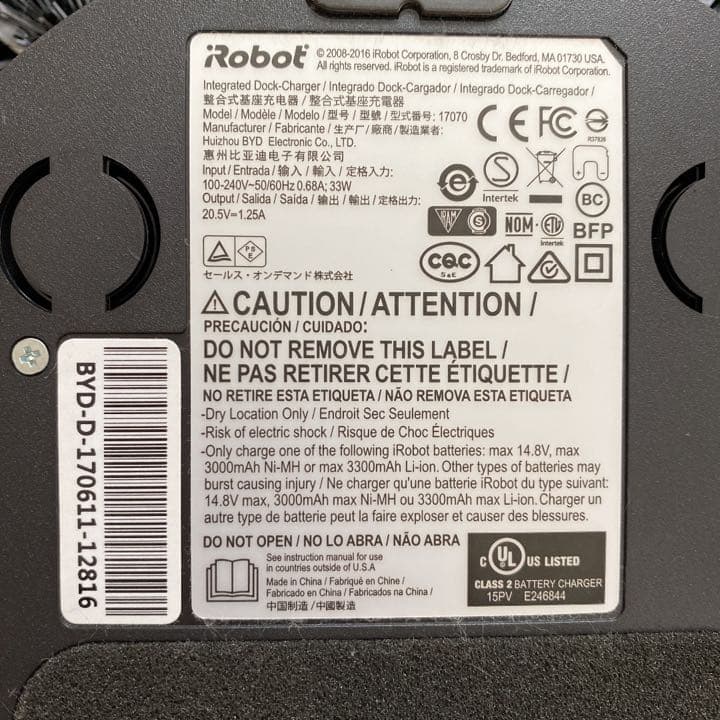 iRobot® © 2008-2016 iRobot Corporation, 8 Crosby Dr. Bedford, MA 01730 USA.
All rights reserved. iRobot is a registered trademark of iRobot Corporation.
Integrated Dock-Charger / Integrado Dock-Cargador / Integrado Dock-Carregador /
整合式基座充电器 / 整合式基座充電器
Model / Modèle / Modelo / 型号 / 型號 / 型式番号: 17070
Manufacturer / Fabricante / 生产厂 / 廠商 / 製造業者:
Huizhou BYD Electronic Co., LTD.
惠州比亚迪电子有限公司
Input / Entrada / 输入 / 輸入 / 定格入力:
100-240V~50/60Hz 0.68A; 33W
Output / Salida / Saída / 输出 / 輸出 / 定格出力:
20.5V=1.25A
CE FC
R37826
Intertek
BC
IRAM S
NOM
ETL
Intertek
BFP
CQC
S&E
PS
E
セールス・オンデマンド株式会社
CAUTION / ATTENTION /
PRECAUCIÓN / CUIDADO:
DO NOT REMOVE THIS LABEL /
NE PAS RETIRER CETTE ÉTIQUETTE /
NO RETIRE ESTA ETIQUETA / NÃO REMOVA ESTA ETIQUETA
-Dry Location Only / Endroit Sec Seulement
-Risk of electric shock / Risque de Choc Électriques
-Only charge one of the following iRobot batteries: max 14.8V, max
3000mAh Ni-MH or max 3300mAh Li-ion. Other types of batteries may
burst causing injury / Ne charger qu'une batterie iRobot du type suivant:
14.8V max, 3000mAh max Ni-MH ou 3300mAh max Li-Ion. Charger un
autre type de batterie peut la faire exploser et causer des blessures.
DO NOT OPEN / NO LO ABRA / NÃO ABRA
See instruction manual for use
in countries outside of U.S.A
Made in China / Fabriqué en Chine /
Fabricado en China / Fabricados na China /
中国制造 / 中國製造
C UL US LISTED
CLASS 2 BATTERY CHARGER
15PV E246844
BYD-D-170611-12816